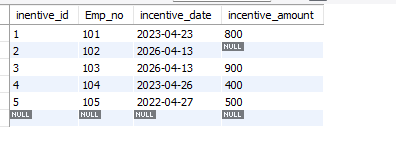 inentive_id Emp_no incentive_date incentive_amount
1 101 2023-04-23 800
2 102 2026-04-13 NULL
3 103 2026-04-13 900
4 104 2023-04-26 400
5 105 2022-04-27 500
NULL NULL NULL NULL